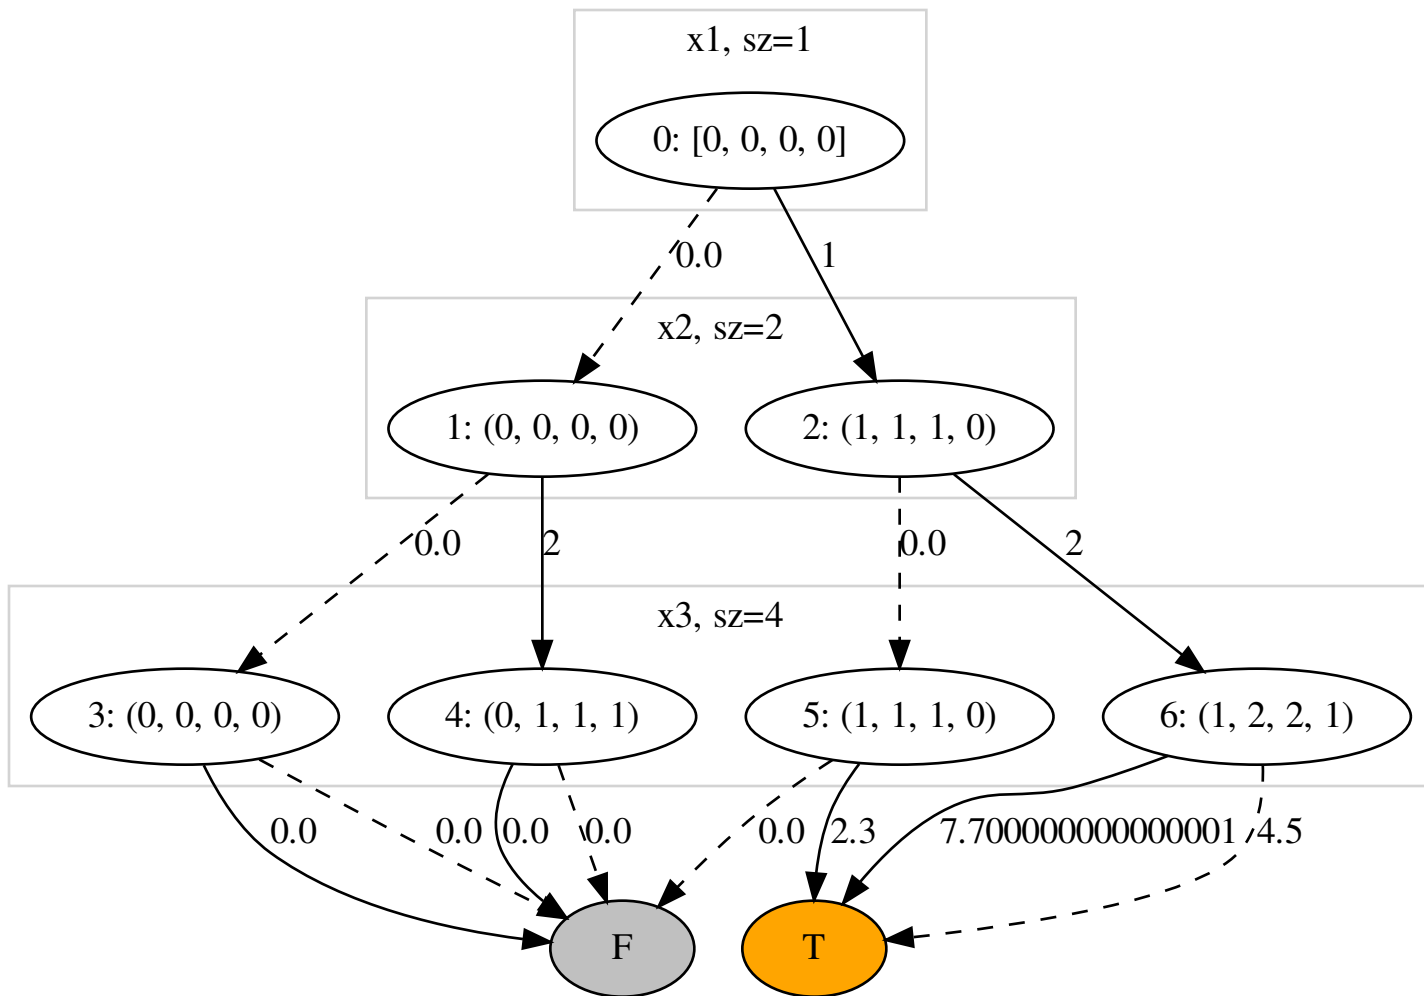 x1, sz=1
0: [0, 0, 0, 0]
0.0
1
x2, sz=2
1: (0, 0, 0, 0)
2: (1, 1, 1, 0)
0.0
2
0.0
2
x3, sz=4
3: (0, 0, 0, 0)
4: (0, 1, 1, 1)
5: (1, 1, 1, 0)
6: (1, 2, 2, 1)
0.0
0.0
0.0
0.0
0.0
2.3
7.700000000000001
4.5
F
T